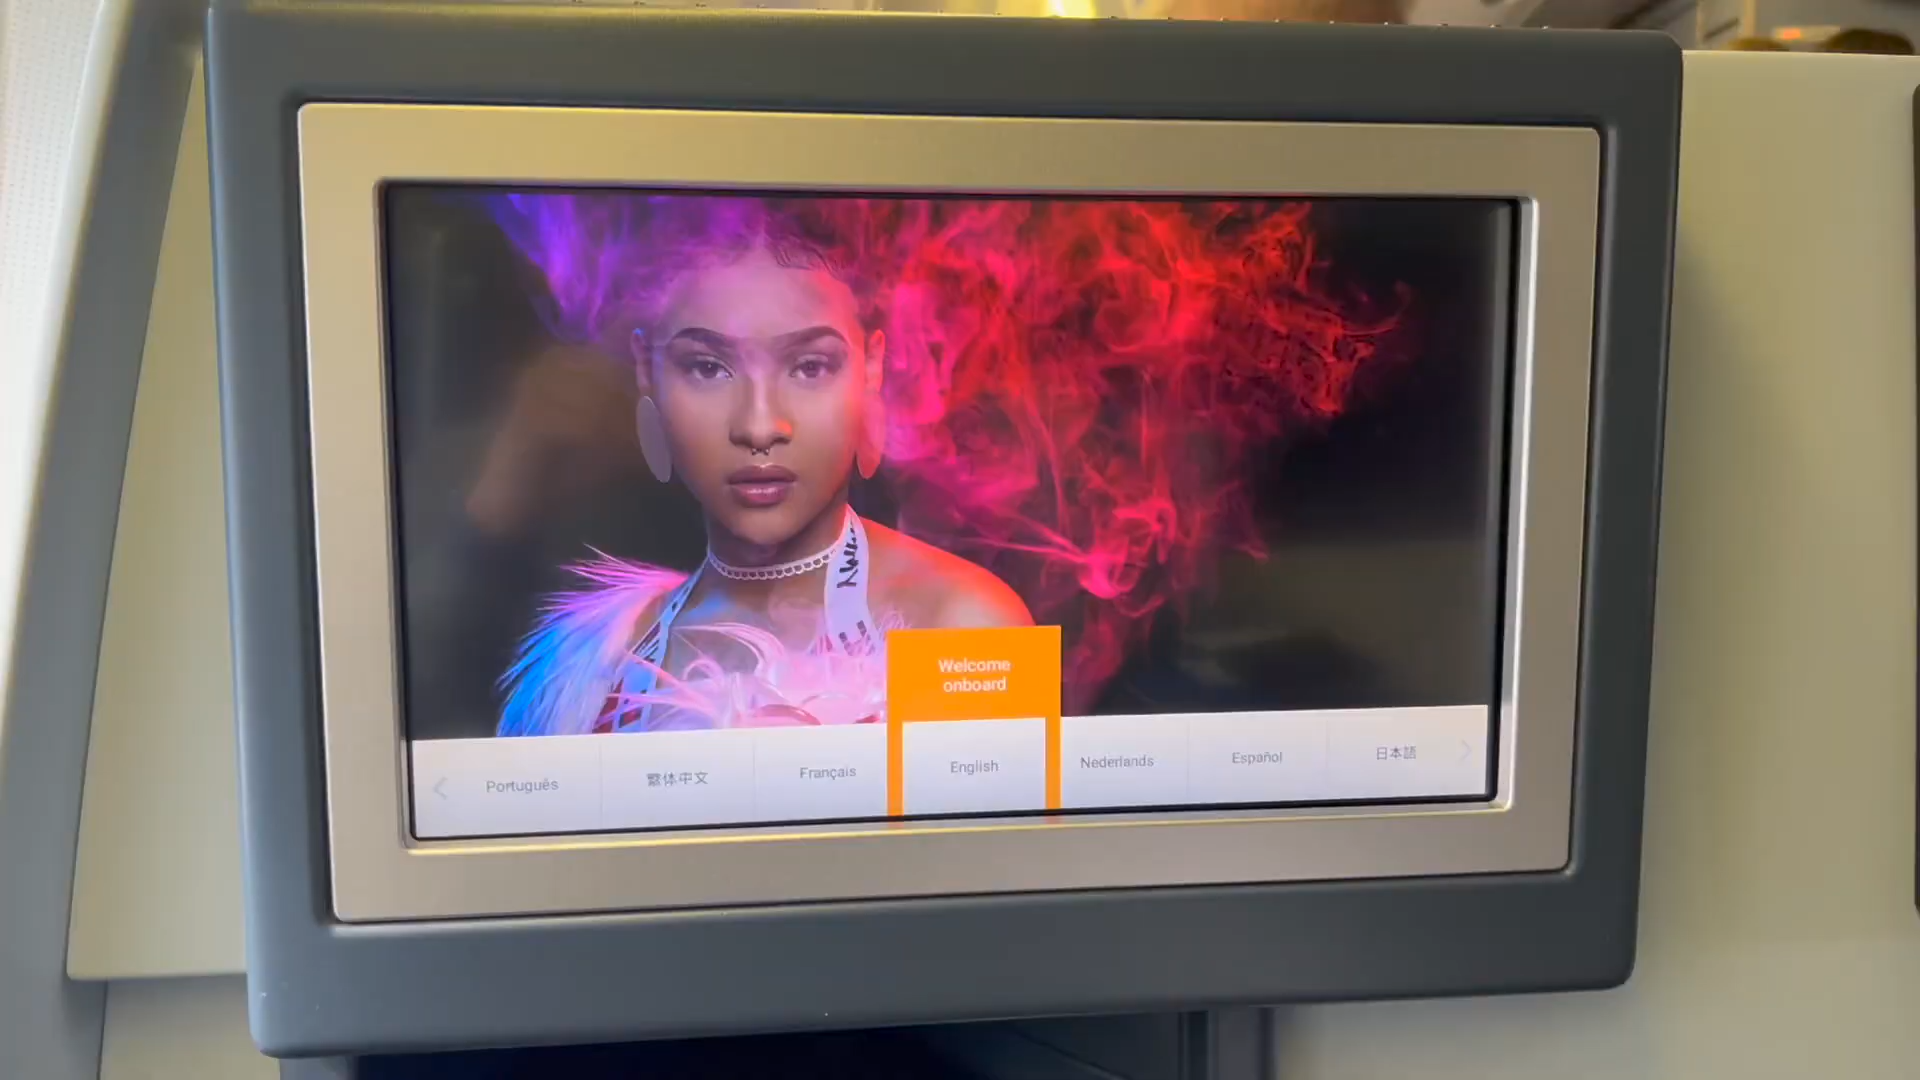 Welcome
onboard
Português
繁体中文
Français
English
Nederlands
Español
日本語